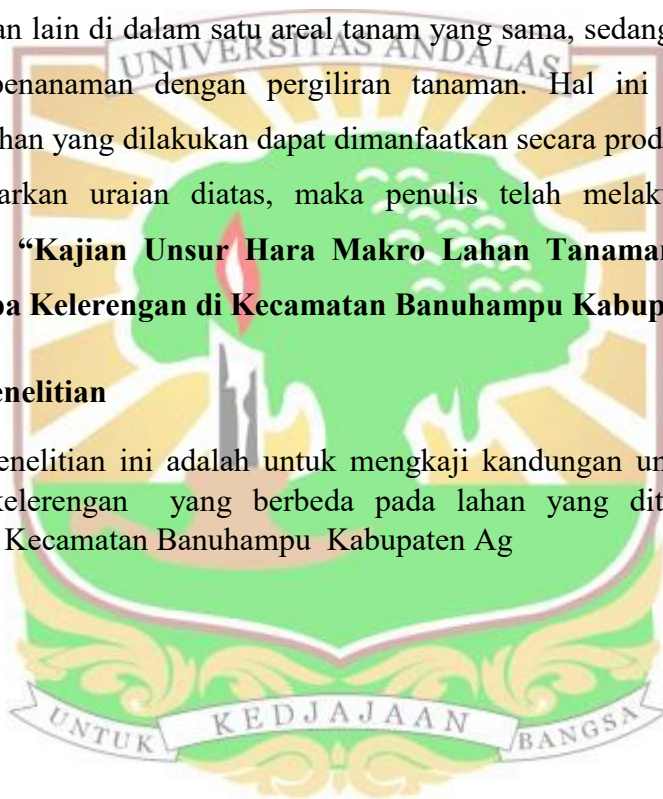 an lain di dalam satu areal tanam yang sama, sedang
UNIVERSITAS ANDALAS
penanaman dengan pergiliran tanaman. Hal ini
han yang dilakukan dapat dimanfaatkan secara prod
arkan uraian diatas, maka penulis telah melak
“Kajian Unsur Hara Makro Lahan Tanaman
pa Kelerengan di Kecamatan Banuhampu Kabup
enelitian
enelitian ini adalah untuk mengkaji kandungan un
kelerengan yang berbeda pada lahan yang dit
Kecamatan Banuhampu Kabupaten Ag
UNTUK KEDJAJAAN BANGSA